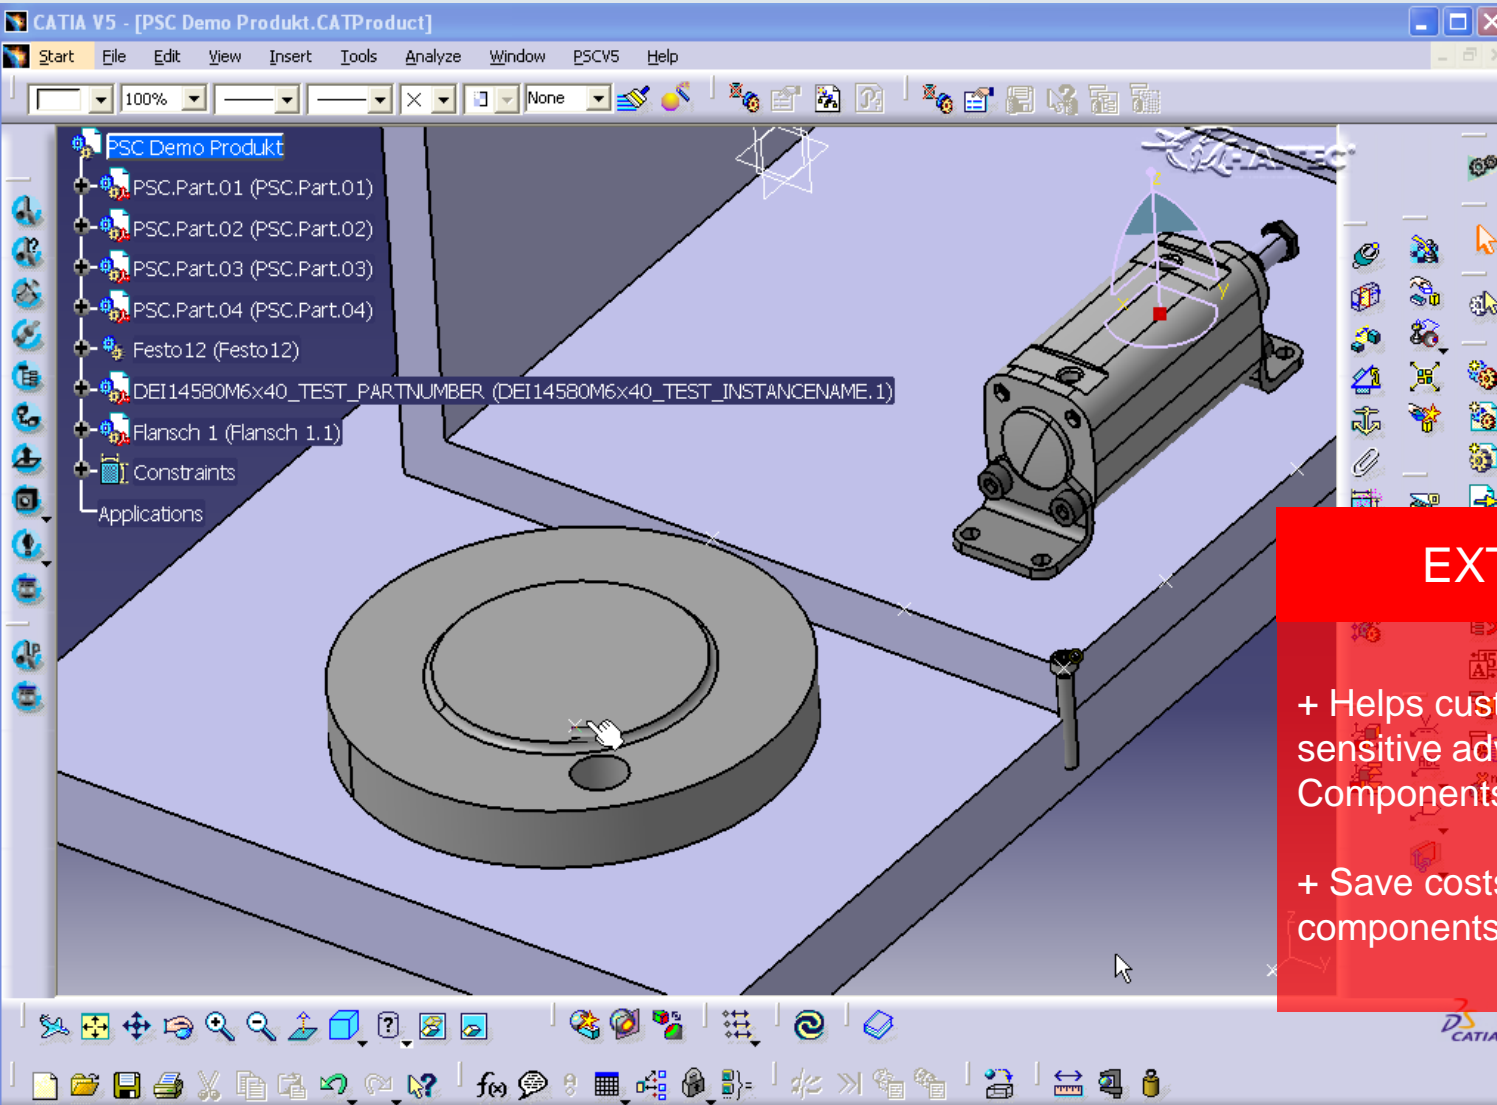 CATIA V5 - [PSC Demo Produkt.CATProduct]
Start File Edit View Insert Tools Analyze Window PSCV5 Help
100% None
PSC Demo Produkt
PSC.Part.01 (PSC.Part.01)
PSC.Part.02 (PSC.Part.02)
PSC.Part.03 (PSC.Part.03)
PSC.Part.04 (PSC.Part.04)
Festo12 (Festo12)
DEI14580M6x40_TEST_PARTNUMBER (DEI14580M6x40_TEST_INSTANCENAME.1)
Flansch 1 (Flansch 1.1)
Constraints
Applications
z
x
y
EXT
+ Helps cust
sensitive adv
Components
+ Save costs
components
z
x
y
CATIA
f(x)